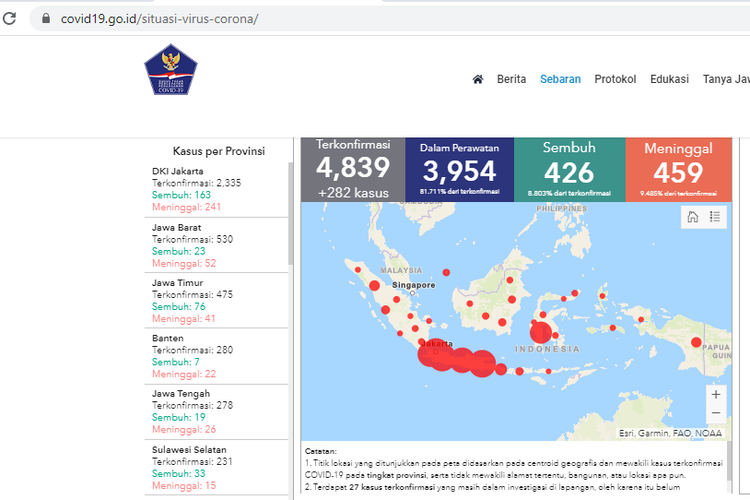 covid19.go.id/situasi-virus-corona/
COVID-19
Berita
Sebaran
Protokol
Edukasi
Tanya Jaw
Kasus per Provinsi
DKI Jakarta
Terkonfirmasi: 2,335
Sembuh: 163
Meninggal: 241
Jawa Barat
Terkonfirmasi: 530
Sembuh: 23
Meninggal: 52
Jawa Timur
Terkonfirmasi: 475
Sembuh: 76
Meninggal: 41
Banten
Terkonfirmasi: 280
Sembuh: 7
Meninggal: 22
Jawa Tengah
Terkonfirmasi: 278
Sembuh: 19
Meninggal: 26
Sulawesi Selatan
Terkonfirmasi: 231
Sembuh: 33
Meninggal: 15
Terkonfirmasi
4,839
+282 kasus
Dalam Perawatan
3,954
81.711% dari terkonfirmasi
Sembuh
426
8.803% dari terkonfirmasi
Meninggal
459
9.485% dari terkonfirmasi
PHILIPPINES
MALAYSIA
Singapore
Jakarta
INDONESIA
PAPUA
GUIN
+
−
Esri, Garmin, FAO, NOAA
Catatan:
1. Titik lokasi yang ditunjukkan pada peta didasarkan pada centroid geografis dan mewakili kasus terkonfirmasi
COVID-19 pada tingkat provinsi, serta tidak mewakili alamat tertentu, bangunan, atau lokasi apa pun.
2. Terdapat 27 kasus terkonfirmasi yang masih dalam investigasi di lapangan, oleh karena itu belum